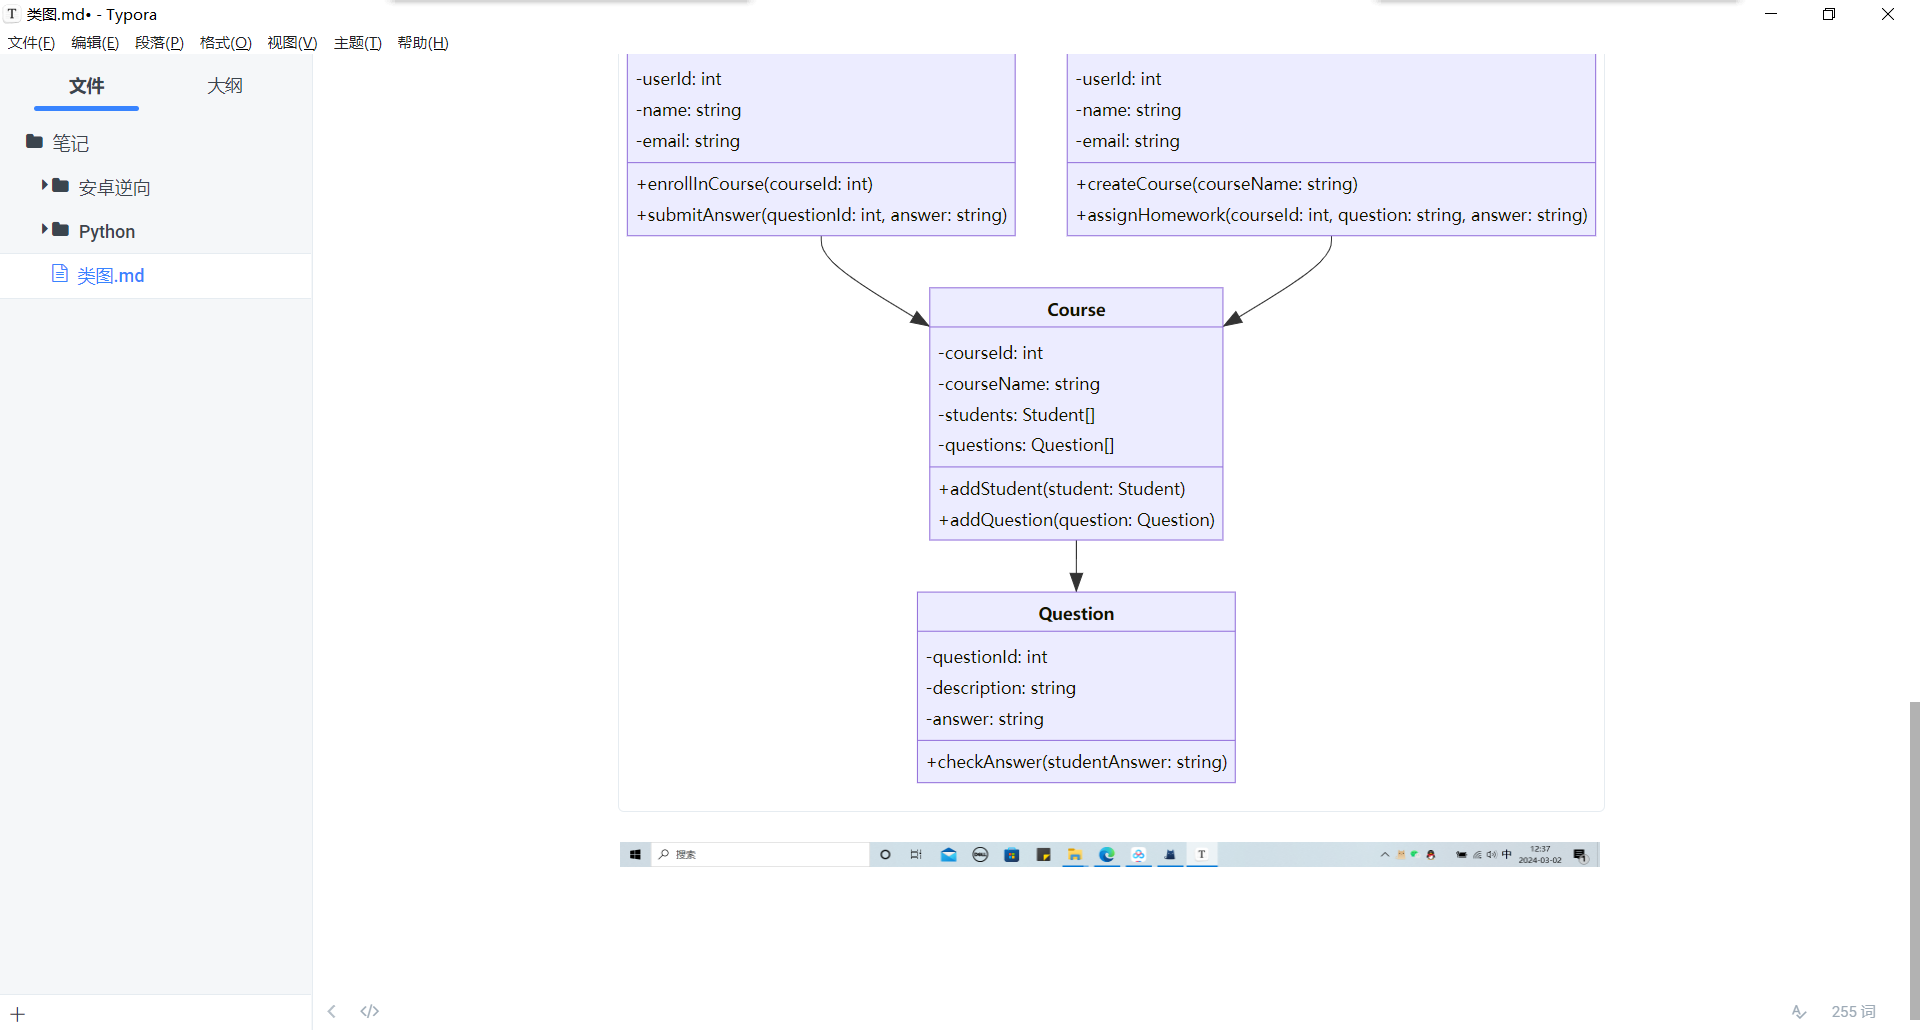 T 类图.md• - Typora
文件(F) 编辑(E) 段落(P) 格式(O) 视图(V) 主题(T) 帮助(H)
文件 大纲
笔记
安卓逆向
Python
类图.md
-userId: int
-name: string
-email: string
+enrollInCourse(courseId: int)
+submitAnswer(questionId: int, answer: string)
-userId: int
-name: string
-email: string
+createCourse(courseName: string)
+assignHomework(courseId: int, question: string, answer: string)
Course
-courseId: int
-courseName: string
-students: Student[]
-questions: Question[]
+addStudent(student: Student)
+addQuestion(question: Question)
Question
-questionId: int
-description: string
-answer: string
+checkAnswer(studentAnswer: string)
搜索
DELL
T
中
12:37
2024-03-02
1
</>
255 词